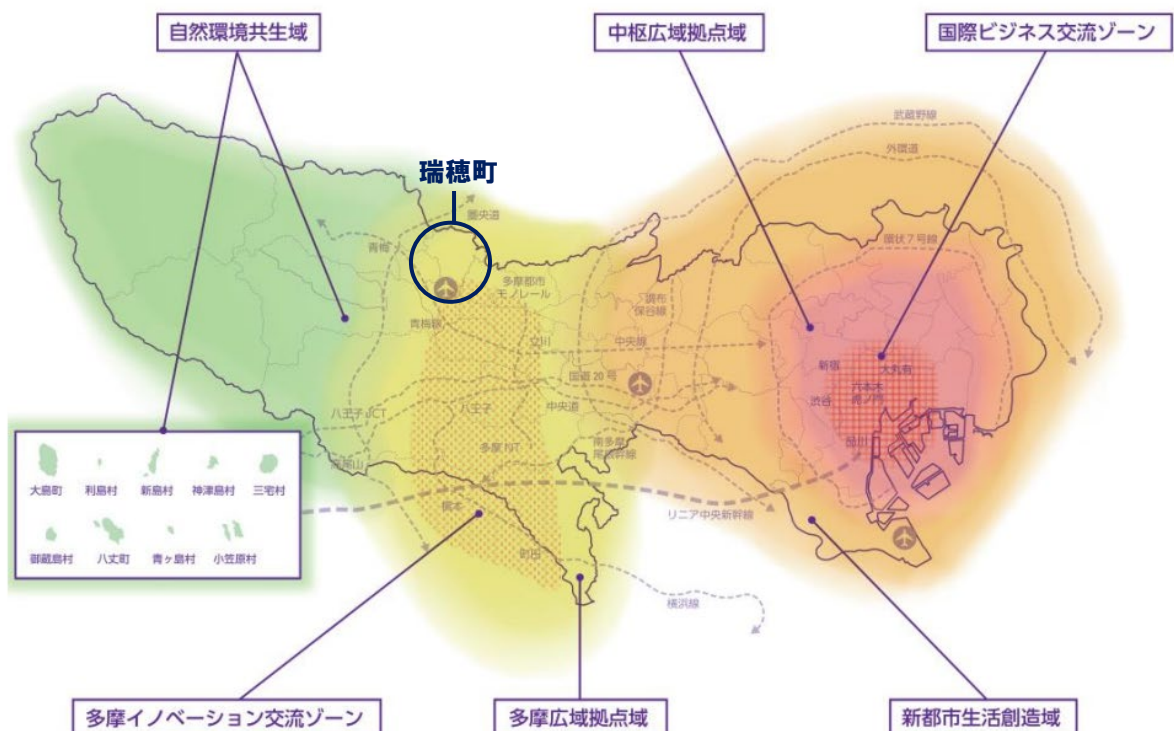 自然環境共生域
中枢広域拠点域
国際ビジネス交流ゾーン
武蔵野線
外環道
瑞穂町
圏央道
環状7号線
青梅
多摩都市
モノレール
調布
保谷線
青梅線
立川
中央線
新宿
大丸有
国道20号
六本木
虎ノ門
渋谷
八王子JCT
八王子
中央道
品川
多摩NT
南多摩
尾根幹線
高尾山
大島町
利島村
新島村
神津島村
三宅村
橋本
リニア中央新幹線
御蔵島村
八丈町
青ヶ島村
小笠原村
町田
横浜線
多摩イノベーション交流ゾーン
多摩広域拠点域
新都市生活創造域